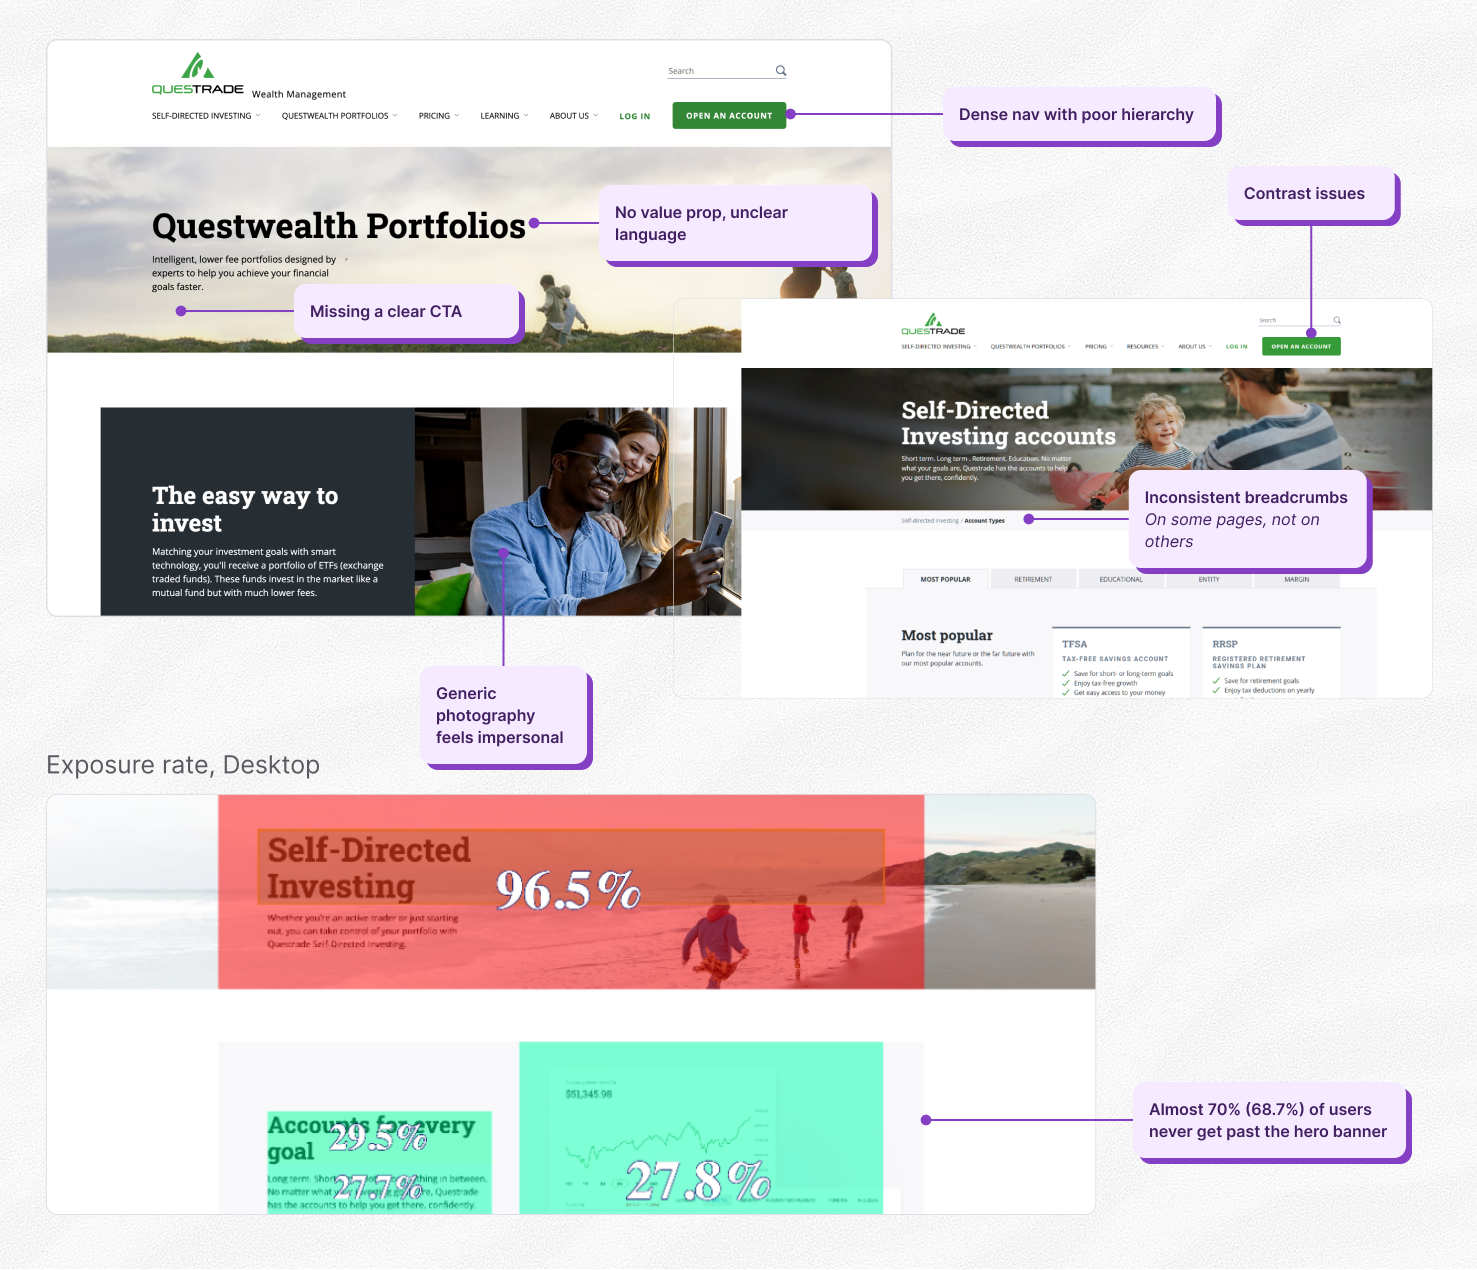 QUESTRADE Wealth Management
Search
SELF-DIRECTED INVESTING
QUESTWEALTH PORTFOLIOS
PRICING
LEARNING
ABOUT US
LOG IN
OPEN AN ACCOUNT
Dense nav with poor hierarchy
Questwealth Portfolios
Intelligent, lower fee portfolios designed by
experts to help you achieve your financial
goals faster.
No value prop, unclear
language
Missing a clear CTA
Contrast issues
The easy way to
invest
Matching your investment goals with smart
technology, you'll receive a portfolio of ETFs (exchange
traded funds). These funds invest in the market like a
mutual fund but with much lower fees.
Generic
photography
feels impersonal
QUESTRADE
Search
SELF-DIRECTED INVESTING
QUESTWEALTH PORTFOLIOS
PRICING
RESOURCES
ABOUT US
LOG IN
OPEN AN ACCOUNT
Self-Directed
Investing accounts
Short term. Long term . Retirement. Education. No matter
what your goals are, Questrade has the accounts to help
you get there, confidently.
Inconsistent breadcrumbs
On some pages, not on
others
Self-directed investing / Account Types
MOST POPULAR
RETIREMENT
EDUCATIONAL
ENTITY
MARGIN
Most popular
Plan for the near future or the far future with
our most popular accounts.
TFSA
TAX-FREE SAVINGS ACCOUNT
Save for short- or long-term goals
Enjoy tax-free growth
Get easy access to your money
RRSP
REGISTERED RETIREMENT
SAVINGS PLAN
Save for retirement goals
Enjoy tax deductions on yearly
Exposure rate, Desktop
Self-Directed
Investing
96.5%
Whether you're an active trader or just starting
out, you can take control of your portfolio with
Questrade Self-Directed Investing.
Accounts for every
goal
29.5%
Long term. Short in between.
27.7%
No matter what Questrade
has the accounts to help you get there, confidently.
$51,345.98
27.8%
Almost 70% (68.7%) of users
never get past the hero banner